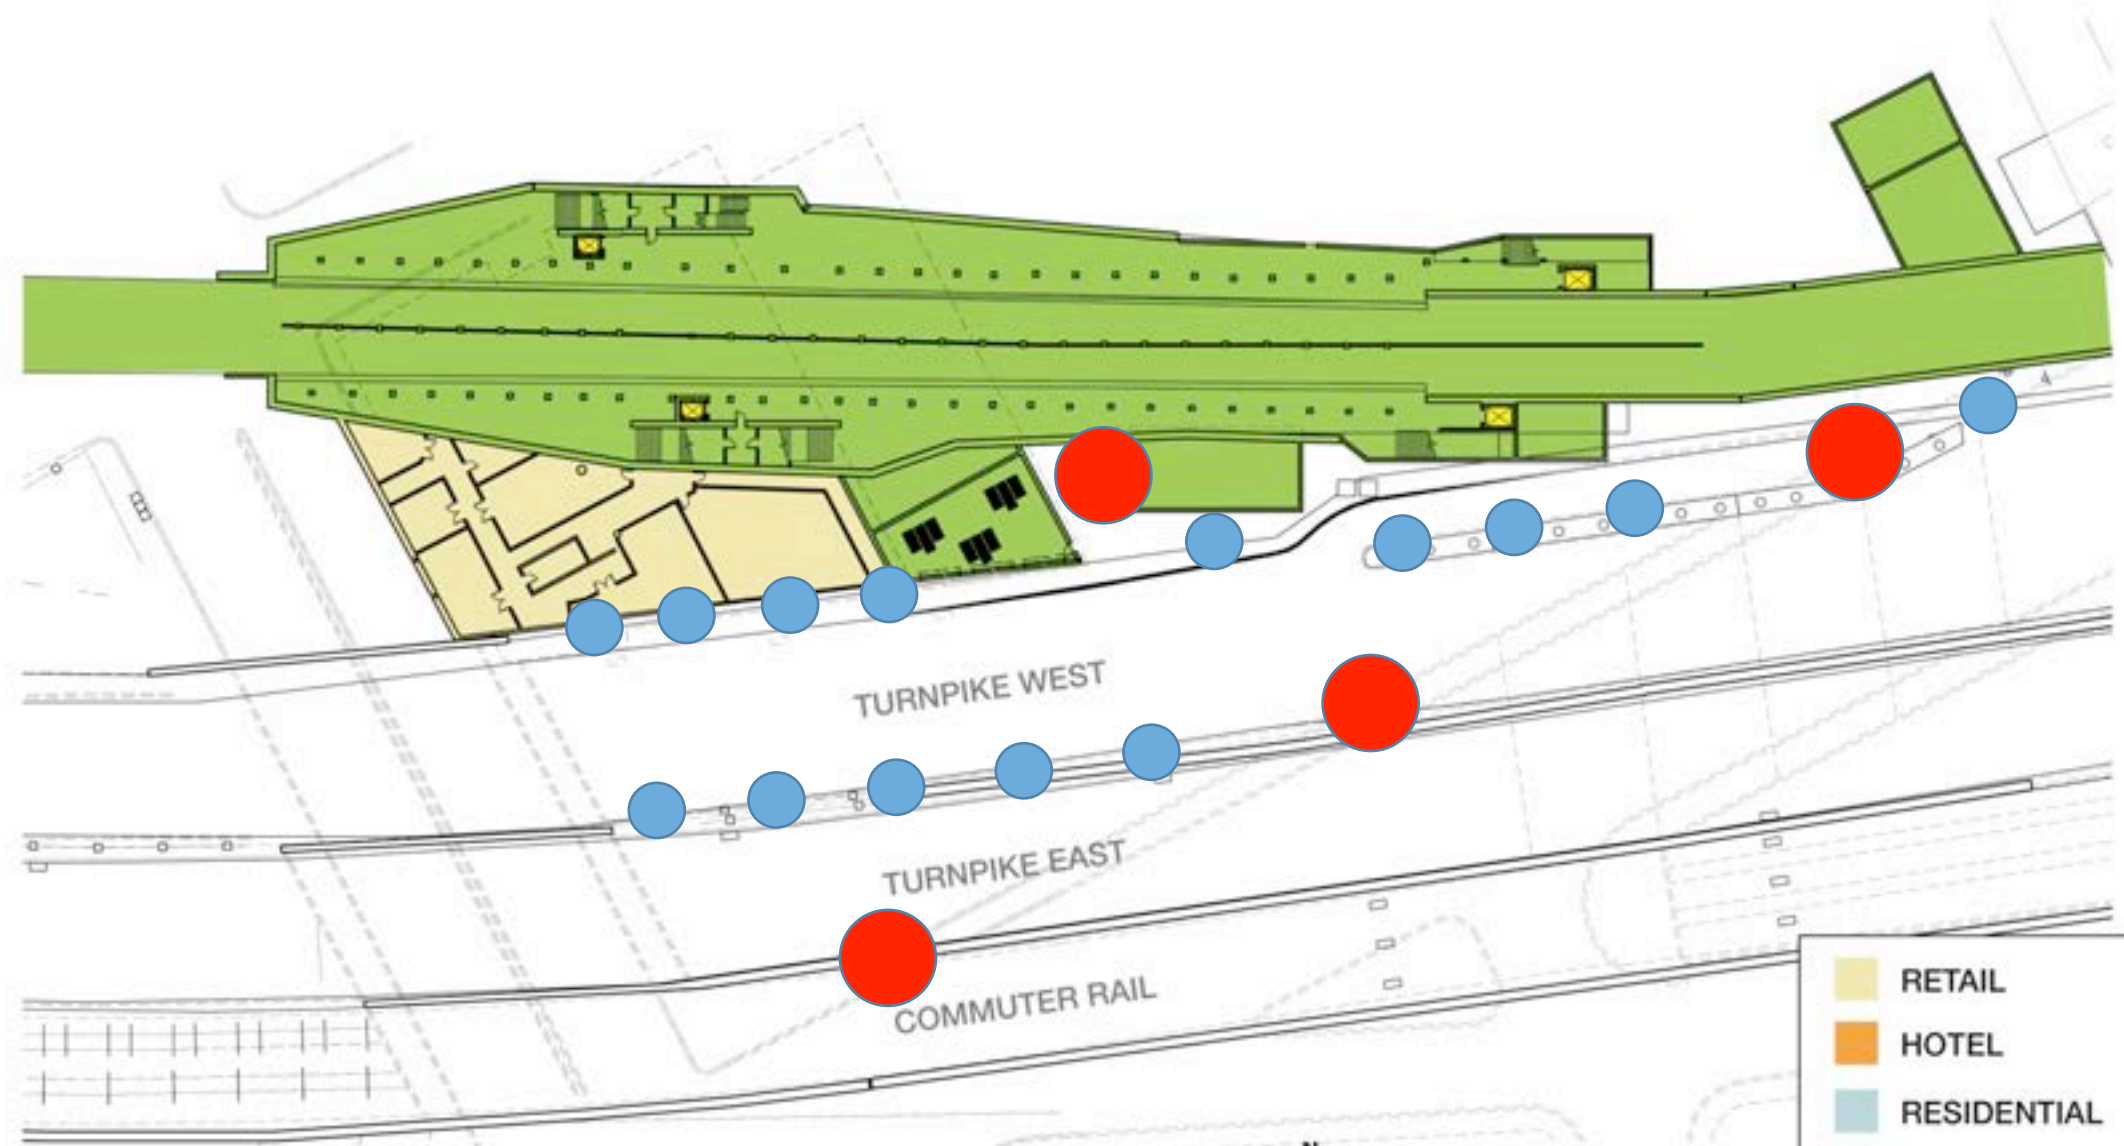 A
TURNPIKE WEST
TURNPIKE EAST
COMMUTER RAIL
RETAIL
HOTEL
RESIDENTIAL